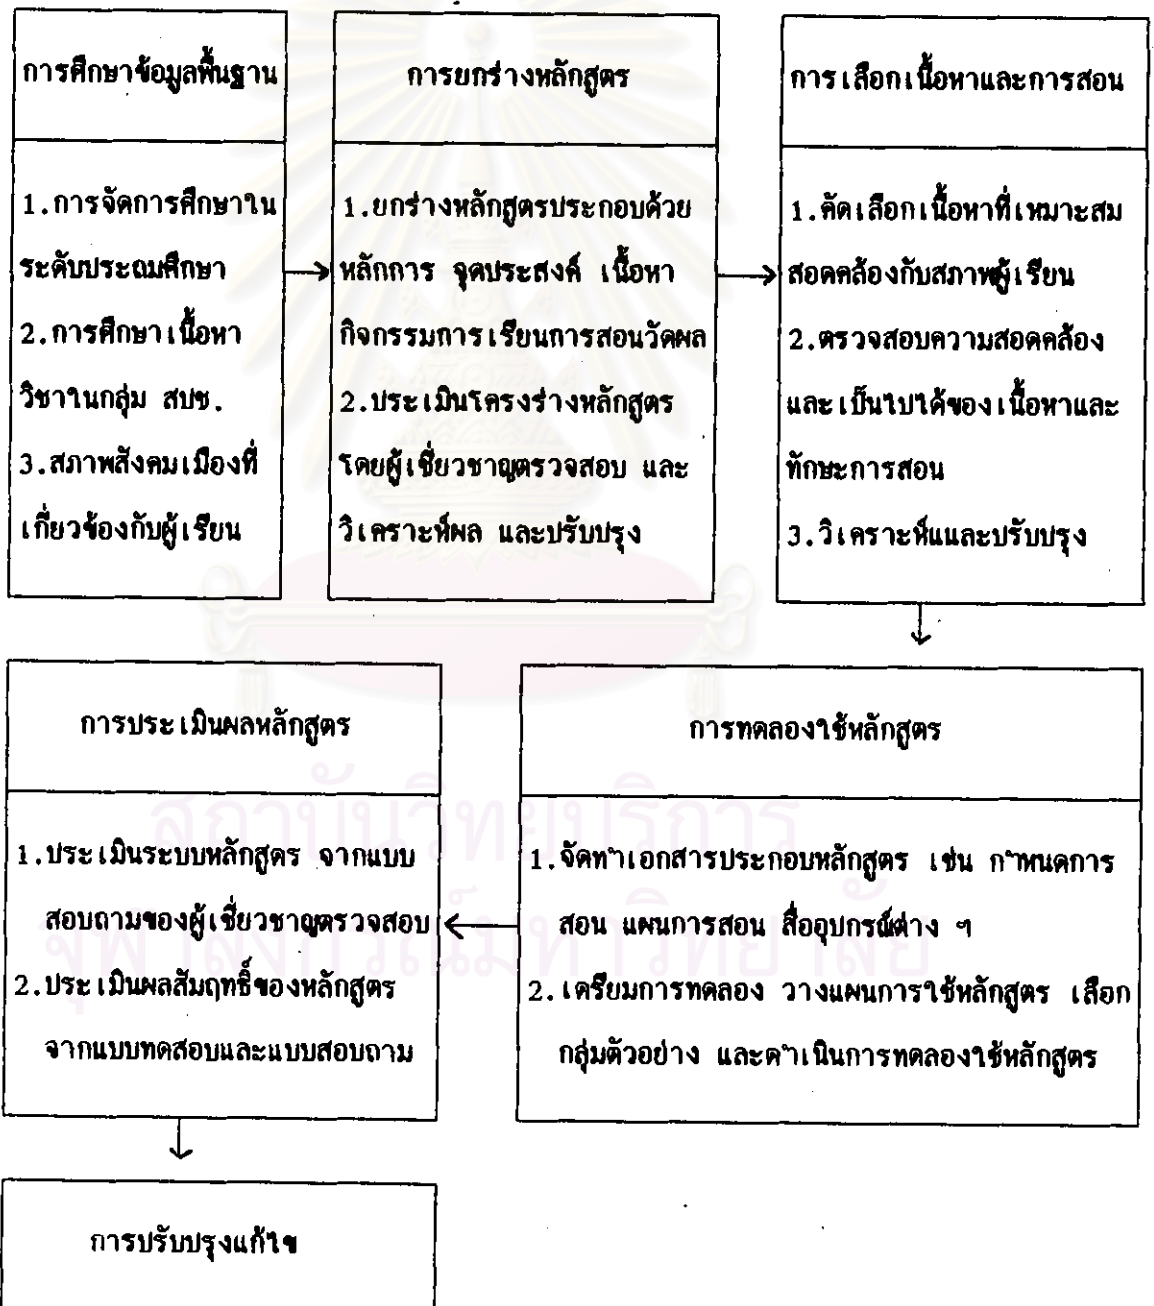 การศึกษาข้อมูลพื้นฐาน
1.การจัดการศึกษาใน
ระดับประถมศึกษา
2.การศึกษาเนื้อหา
วิชาในกลุ่ม สปช.
3.สภาพสังคมเมืองที่
เกี่ยวข้องกับผู้เรียน
การยกร่างหลักสูตร
1.ยกร่างหลักสูตรประกอบด้วย
หลักการ จุดประสงค์ เนื้อหา
กิจกรรมการเรียนการสอนวัดผล
2.ประเมินโครงร่างหลักสูตร
โดยผู้เชี่ยวชาญตรวจสอบ และ
วิเคราะห์ผล และปรับปรุง
การเลือกเนื้อหาและการสอน
1.คัดเลือกเนื้อหาที่เหมาะสม
สอดคล้องกับสภาพผู้เรียน
2.ตรวจสอบความสอดคล้อง
และเป็นไปได้ของเนื้อหาและ
ทักษะการสอน
3.วิเคราะห์และปรับปรุง
การทดลองใช้หลักสูตร
1.จัดทำเอกสารประกอบหลักสูตร เช่น กำหนดการ
สอน แผนการสอน สื่ออุปกรณ์ต่าง ๆ
2.เตรียมการทดลอง วางแผนการใช้หลักสูตร เลือก
กลุ่มตัวอย่าง และดำเนินการทดลองใช้หลักสูตร
การประเมินผลหลักสูตร
1.ประเมินระบบหลักสูตร จากแบบ
สอบถามของผู้เชี่ยวชาญตรวจสอบ
2.ประเมินผลสัมฤทธิ์ของหลักสูตร
จากแบบทดสอบและแบบสอบถาม
การปรับปรุงแก้ไข
สถาบันวิทยบริการ
จุฬาลงกรณ์มหาวิทยาลัย